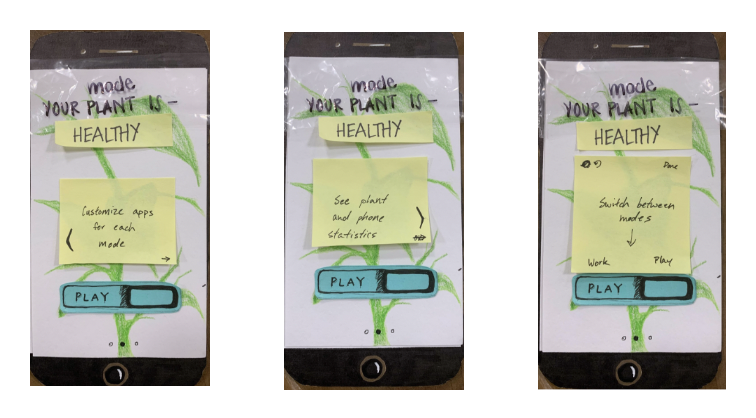 mode
YOUR PLANT IS –
HEALTHY
Customize apps
for each
mode
PLAY
mode
YOUR PLANT IS –
HEALTHY
See plant
and phone
statistics
PLAY
mode
YOUR PLANT IS –
HEALTHY
Done
Switch between
modes
Work Play
PLAY